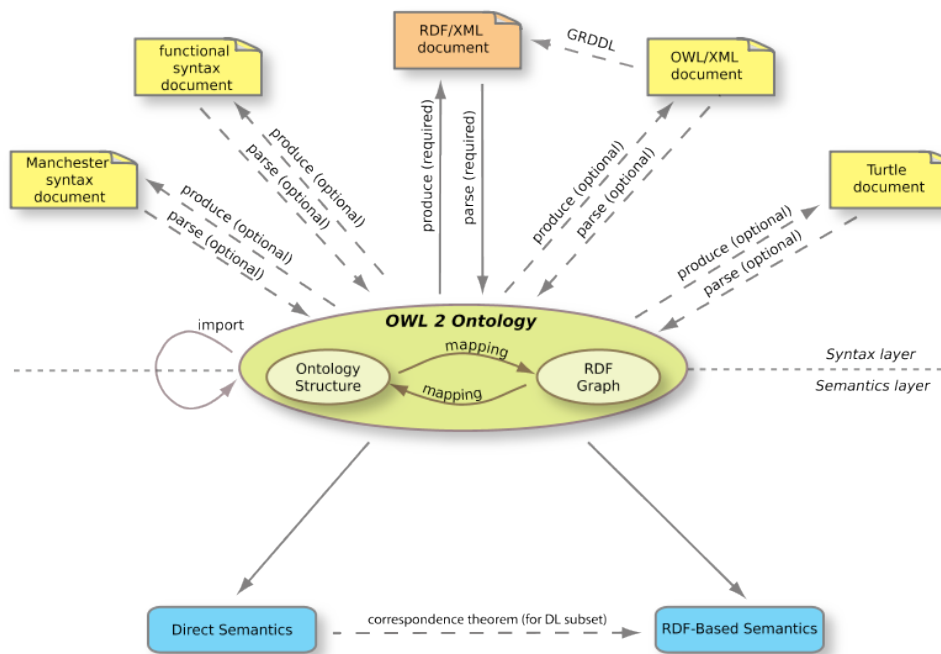 RDF/XML
document
GRDDL
functional
syntax
document
OWL/XML
document
produce (optional)
parse (optional)
produce (required)
parse (required)
produce (optional)
parse (optional)
Manchester
syntax
document
Turtle
document
produce (optional)
parse (optional)
produce (optional)
parse (optional)
OWL 2 Ontology
import
mapping
Ontology
Structure
RDF
Graph
mapping
Syntax layer
Semantics layer
Direct Semantics
correspondence theorem (for DL subset)
RDF-Based Semantics